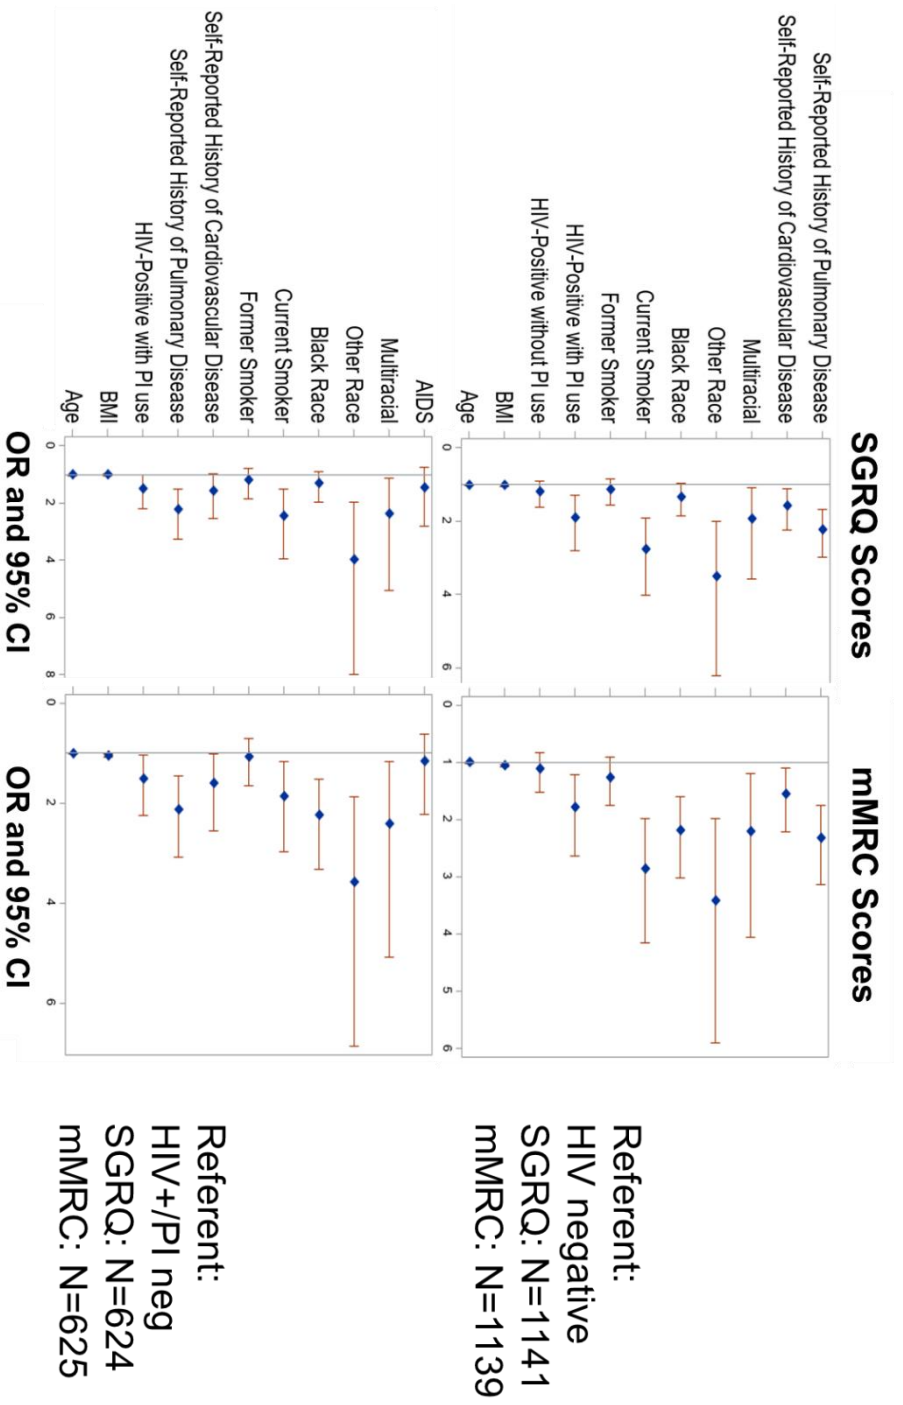 SGRQ Scores
mMRC Scores
Self-Reported History of Pulmonary Disease
Self-Reported History of Cardiovascular Disease
Multiracial
Other Race
Black Race
Current Smoker
Former Smoker
HIV-Positive with PI use
HIV-Positive without PI use
BMI
Age
0 2 4 6
0 1 2 3 4 5 6
Referent:
HIV negative
SGRQ: N=1141
mMRC: N=1139
AIDS
Multiracial
Other Race
Black Race
Current Smoker
Former Smoker
Self-Reported History of Cardiovascular Disease
Self-Reported History of Pulmonary Disease
HIV-Positive with PI use
BMI
Age
0 2 4 6 8
0 2 4 6
OR and 95% CI
OR and 95% CI
Referent:
HIV+/PI neg
SGRQ: N=624
mMRC: N=625